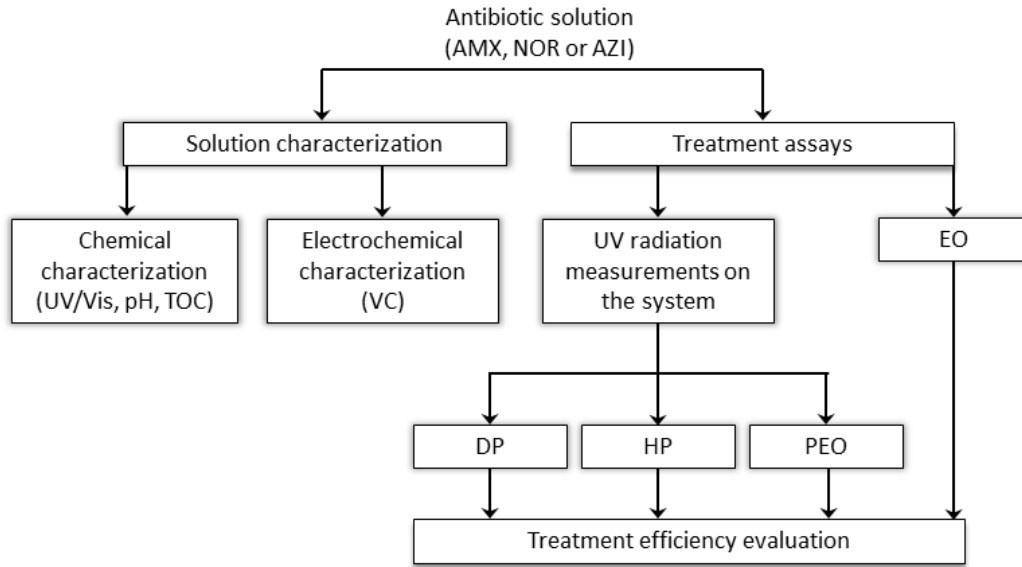 Antibiotic solution
(AMX, NOR or AZI)
Solution characterization
Treatment assays
Chemical
characterization
(UV/Vis, pH, TOC)
Electrochemical
characterization
(VC)
UV radiation
measurements on
the system
EO
DP
HP
PEO
Treatment efficiency evaluation